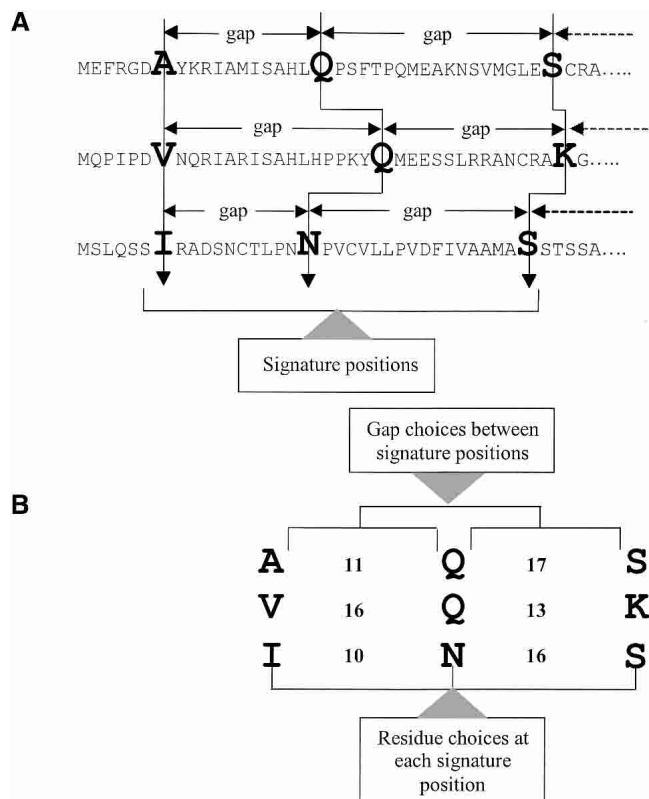 A
gap gap
MEFRGDAYKRIAMISAHLQPSFTPQMEAKNSVMGLESCRA.....
gap gap
MQPIPDVNQRIARISAHLHPPKYQMEESSLRRANCRAKG.....
gap gap
MSLQSSIRADSNCTLPNNPVCVLLPVDFIVAAMASSTSSA.....
Signature positions
Gap choices between
signature positions
B
A 11 Q 17 S
V 16 Q 13 K
I 10 N 16 S
Residue choices at
each signature
position